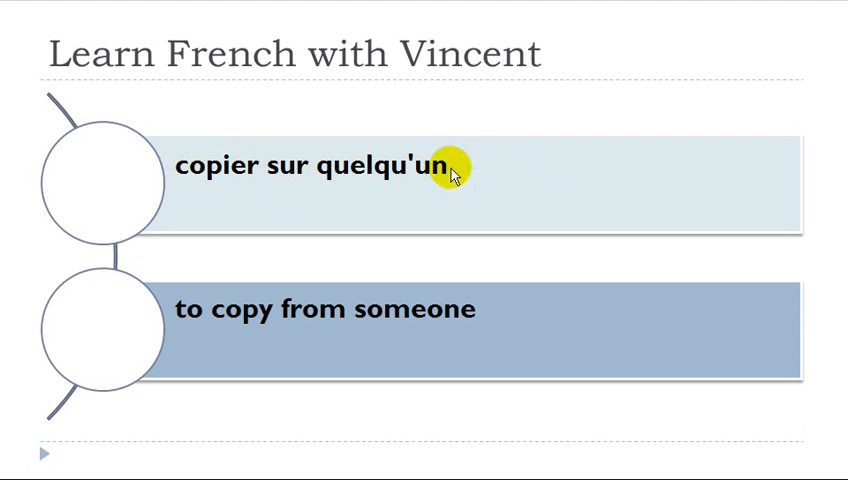 Learn French with Vincent
copier sur quelqu'un
to copy from someone